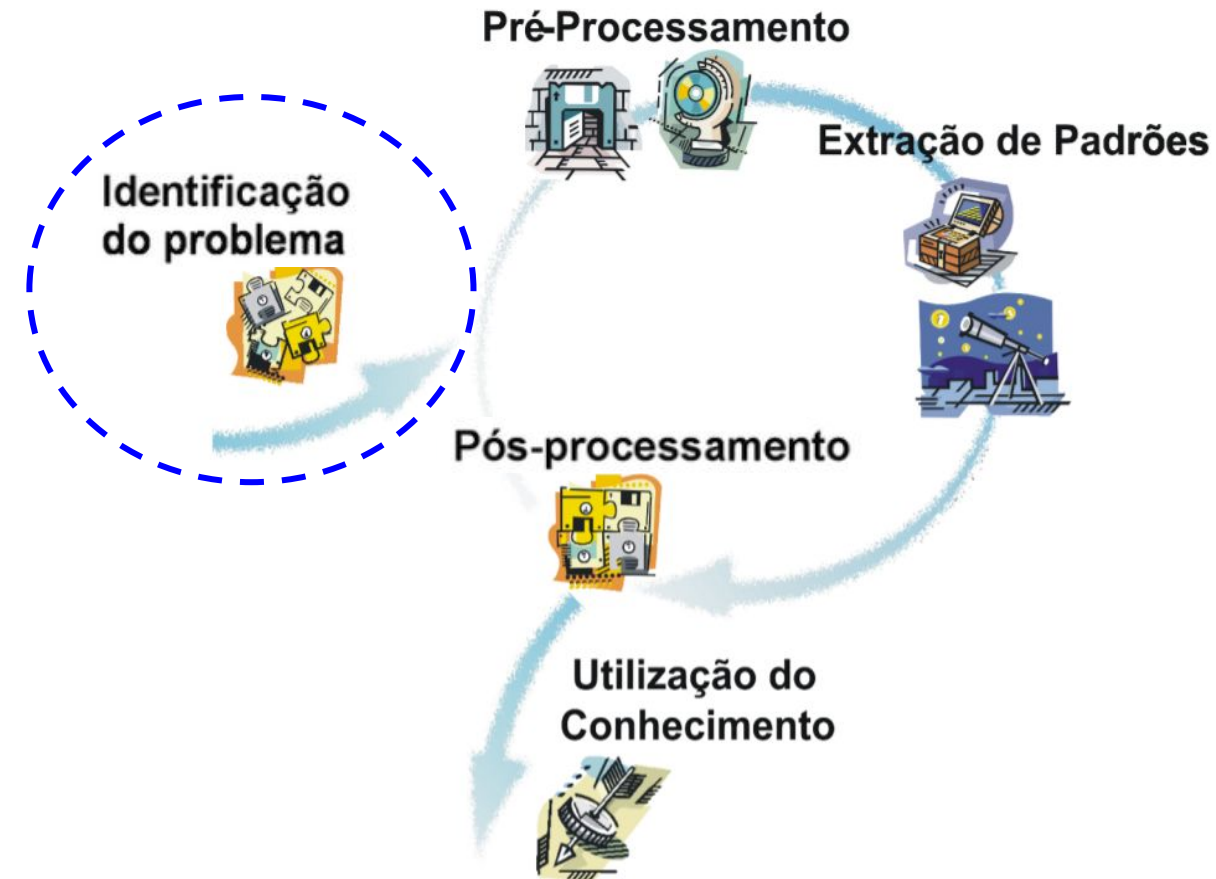 Pré-Processamento
Extração de Padrões
Identificação
do problema
Pós-processamento
Utilização do
Conhecimento